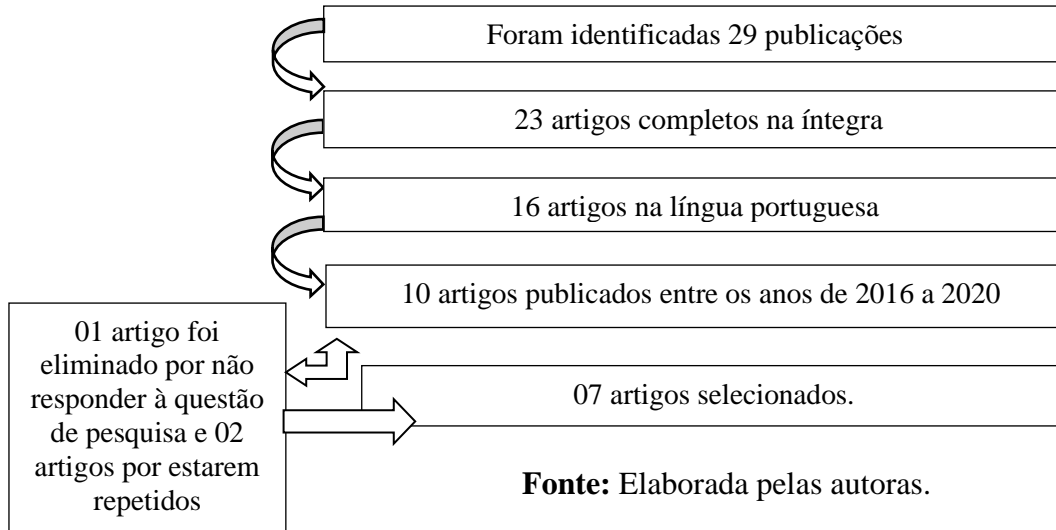 Foram identificadas 29 publicações
23 artigos completos na íntegra
16 artigos na língua portuguesa
10 artigos publicados entre os anos de 2016 a 2020
01 artigo foi
eliminado por não
responder à questão
de pesquisa e 02
artigos por estarem
repetidos
07 artigos selecionados.
Fonte: Elaborada pelas autoras.